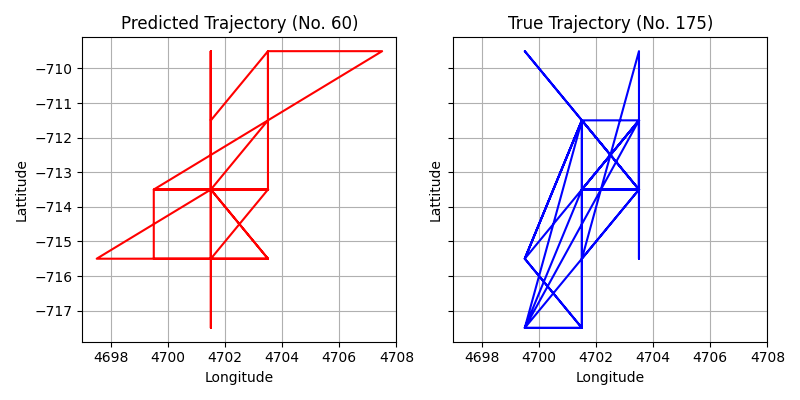 Predicted Trajectory (No. 60)
True Trajectory (No. 175)
Lattitude
−710
−711
−712
−713
−714
−715
−716
−717
4698 4700 4702 4704 4706 4708
Longitude
Lattitude
4698 4700 4702 4704 4706 4708
Longitude